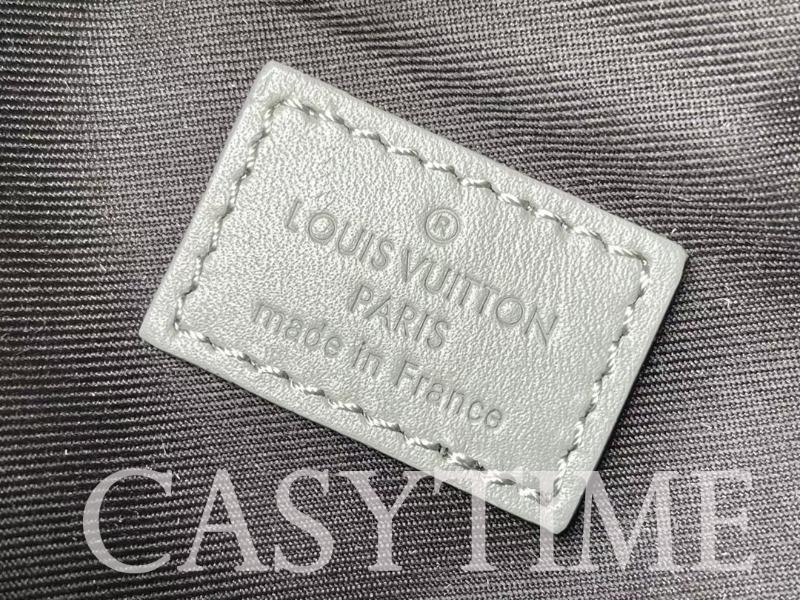 ®
LOUIS VUITTON
PARIS
made in France
CASYTIME